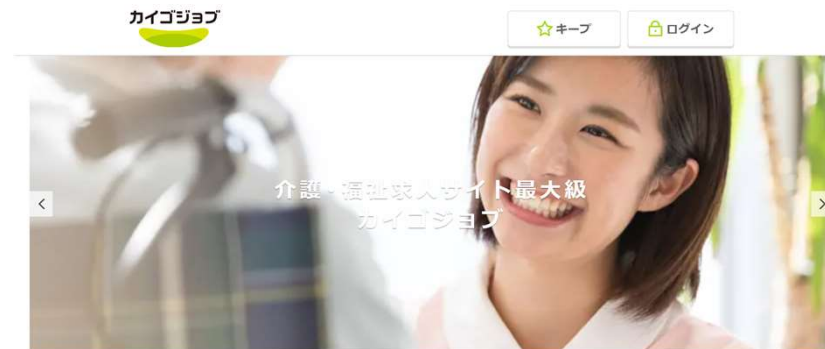 カイゴジョブ
キープ
ログイン
介護・福祉求人サイト最大級
カイゴジョブ